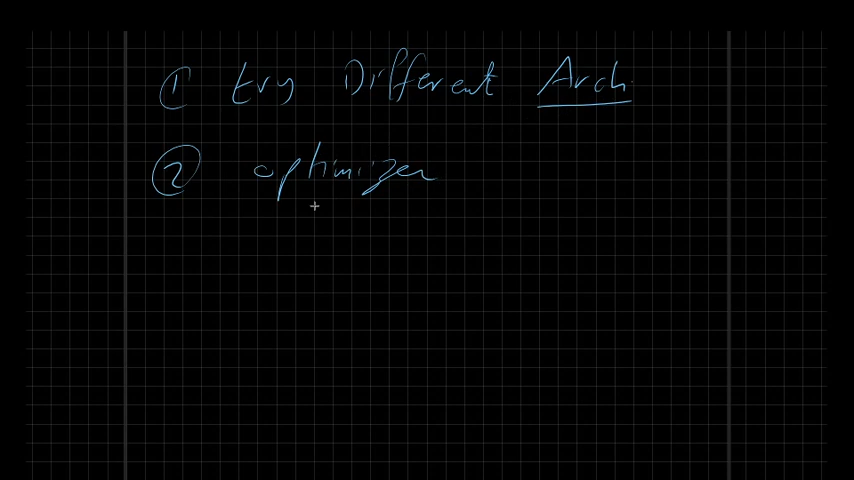 ① try Different Arch
② optimizer